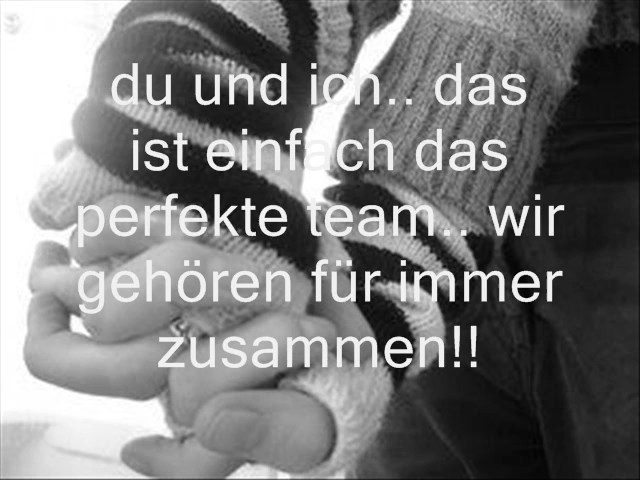 du und ich.. das
ist einfach das
perfekte team.. wir
gehören für immer
zusammen!!